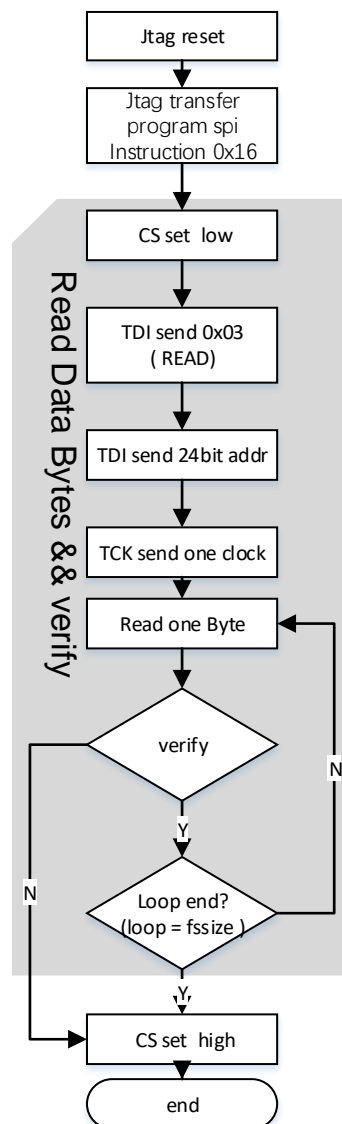 Jtag reset
Jtag transfer
program spi
Instruction 0x16
CS set low
Read Data Bytes && verify
TDI send 0x03
( READ)
TDI send 24bit addr
TCK send one clock
Read one Byte
verify
N
Y
N
Loop end?
(loop = fssize )
Y
CS set high
end